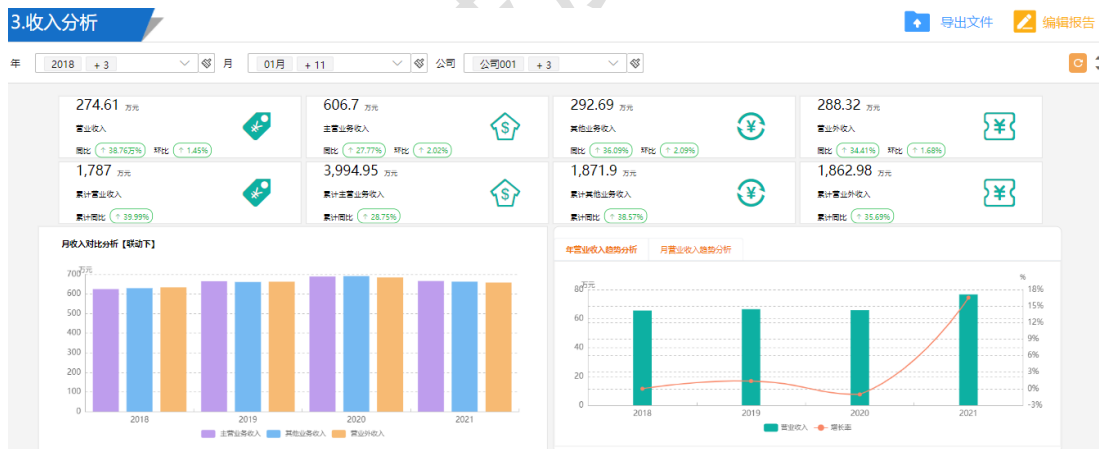 3.收入分析
导出文件
编辑报告
年 2018 + 3 月 01月 + 11 公司 公司001 + 3
274.61 万元
营业收入
同比 ↑ 38.76万% 环比 ↑ 1.45%
606.7 万元
主营业务收入
同比 ↑ 27.77% 环比 ↑ 2.02%
292.69 万元
其他业务收入
同比 ↑ 36.09% 环比 ↑ 2.09%
288.32 万元
营业外收入
同比 ↑ 34.41% 环比 ↑ 1.68%
1,787 万元
累计营业收入
累计同比 ↑ 39.99%
3,994.95 万元
累计主营业务收入
累计同比 ↑ 28.75%
1,871.9 万元
累计其他业务收入
累计同比 ↑ 38.57%
1,862.98 万元
累计营业外收入
累计同比 ↑ 35.69%
月收入对比分析【联动下】
万元
700
600
500
400
300
200
100
0
2018 2019 2020 2021
主营业务收入 其他业务收入 营业外收入
年营业收入趋势分析 月营业收入趋势分析
万元 %
80 18%
15%
60 12%
9%
40 6%
3%
20 0%
0 -3%
2018 2019 2020 2021
营业收入 增长率